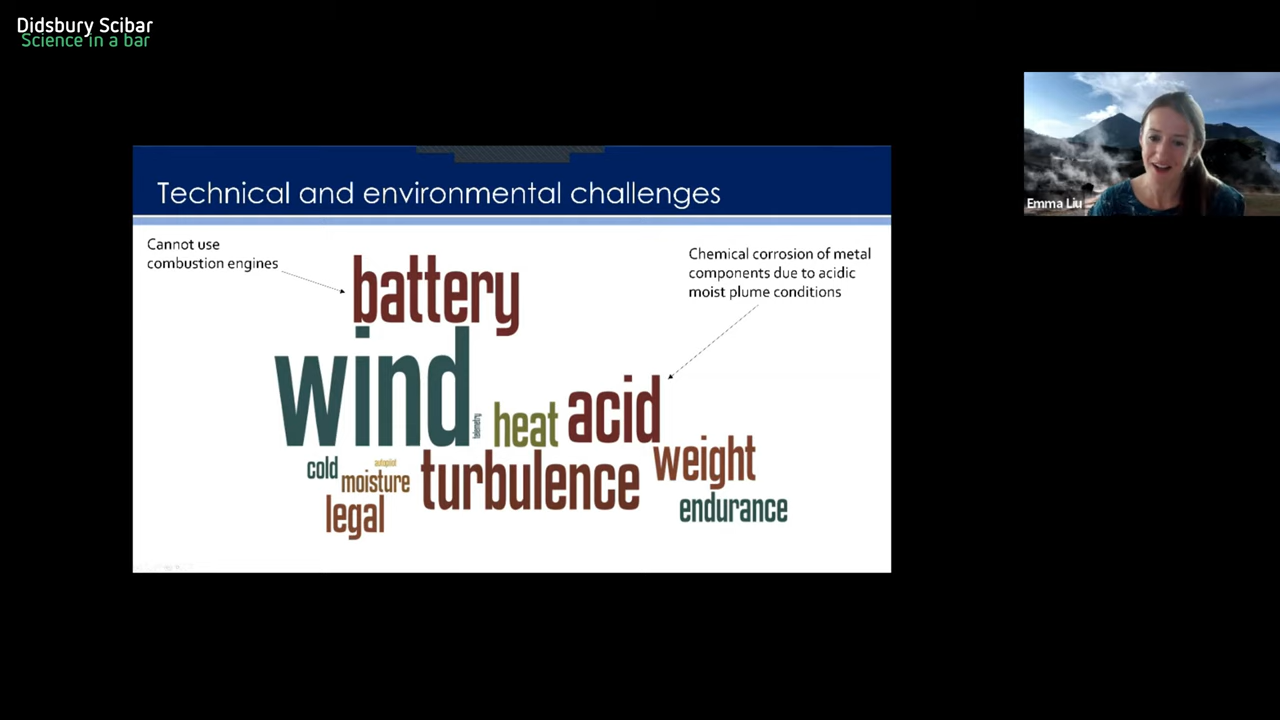 Didsbury Scibar
Science in a bar
Emma Liu
Technical and environmental challenges
Cannot use
combustion engines
Chemical corrosion of metal
components due to acidic
moist plume conditions
battery
wind
telemetry
heat
acid
cold
autopilot
moisture
turbulence
weight
legal
endurance